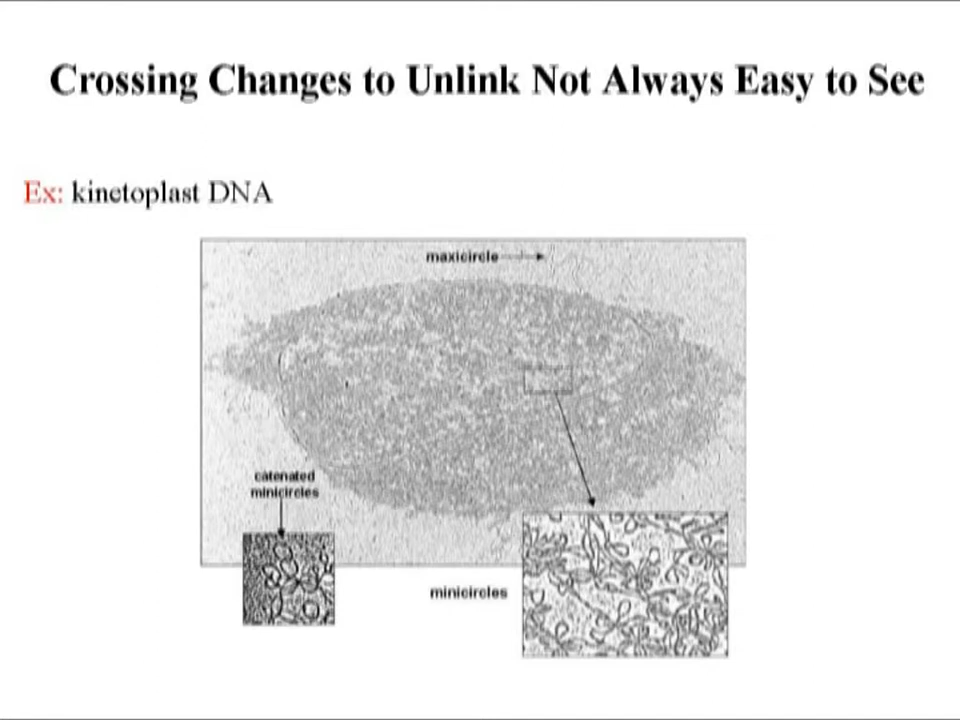 Crossing Changes to Unlink Not Always Easy to See
Ex: kinetoplast DNA
maxicircle
catenated
minicircles
minicircles